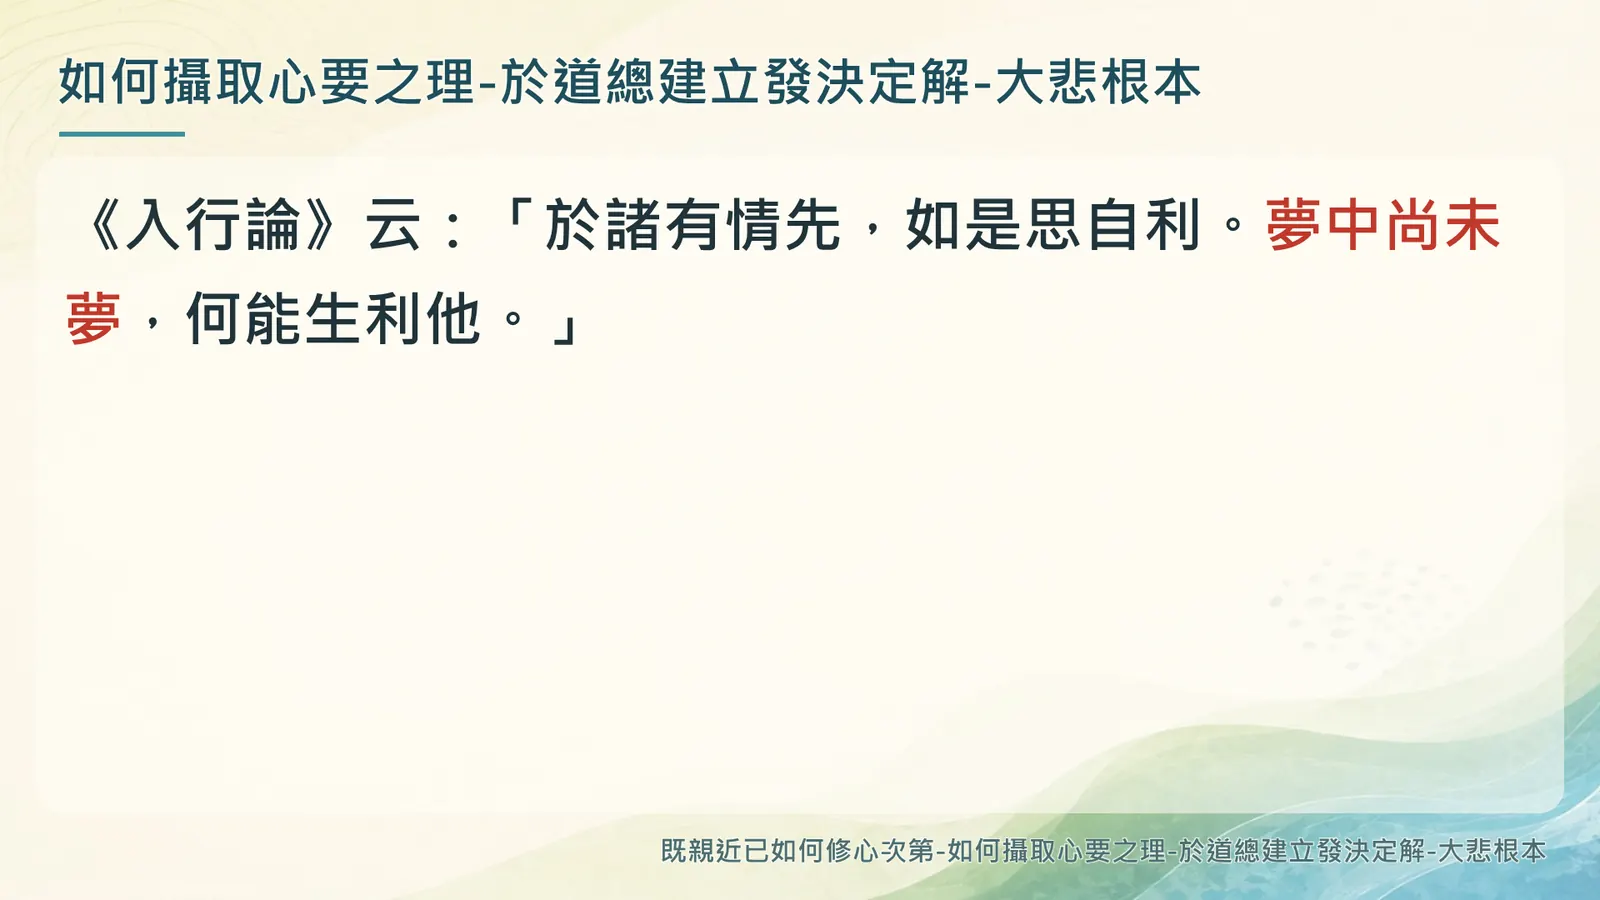 如何攝取心要之理-於道總建立發決定解-大悲根本
《入行論》云：「於諸有情先，如是思自利。夢中尚未
夢，何能生利他。」
既親近已如何修心次第-如何攝取心要之理-於道總建立發決定解-大悲根本